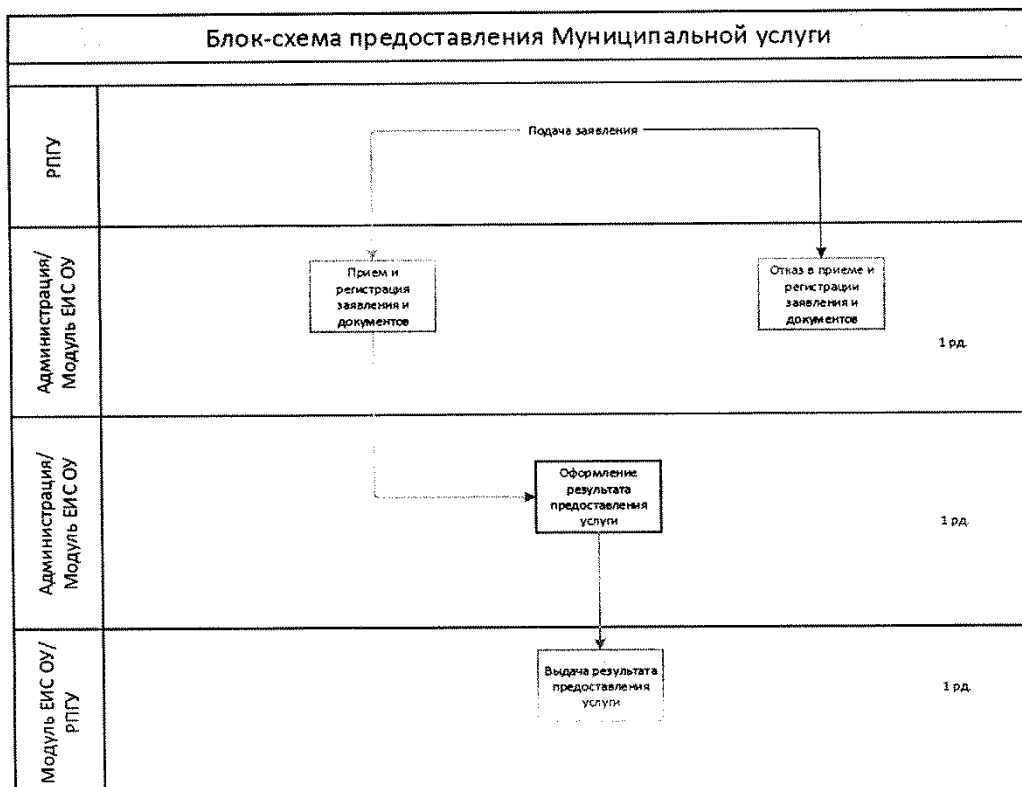 Блок-схема предоставления Муниципальной услуги
РПГУ
Подача заявления
Администрация/
Модуль ЕИС ОУ
Прием и
регистрация
заявления и
документов
Отказ в приеме и
регистрации
заявления и
документов
1 рд.
Администрация/
Модуль ЕИС ОУ
Оформление
результата
предоставления
услуги
1 рд.
Модуль ЕИС ОУ/
РПГУ
Выдача результата
предоставления
услуги
1 рд.